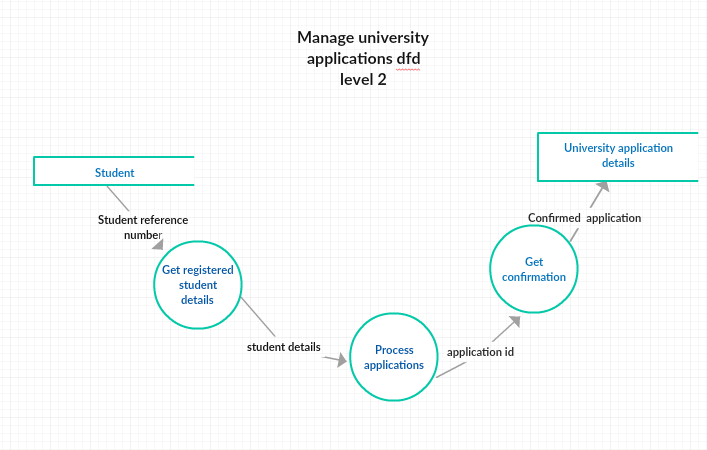 Manage university
applications dfd
level 2
University application
details
Student
Student reference
number
Confirmed application
Get registered
student
details
Get
confirmation
student details
Process
applications
application id